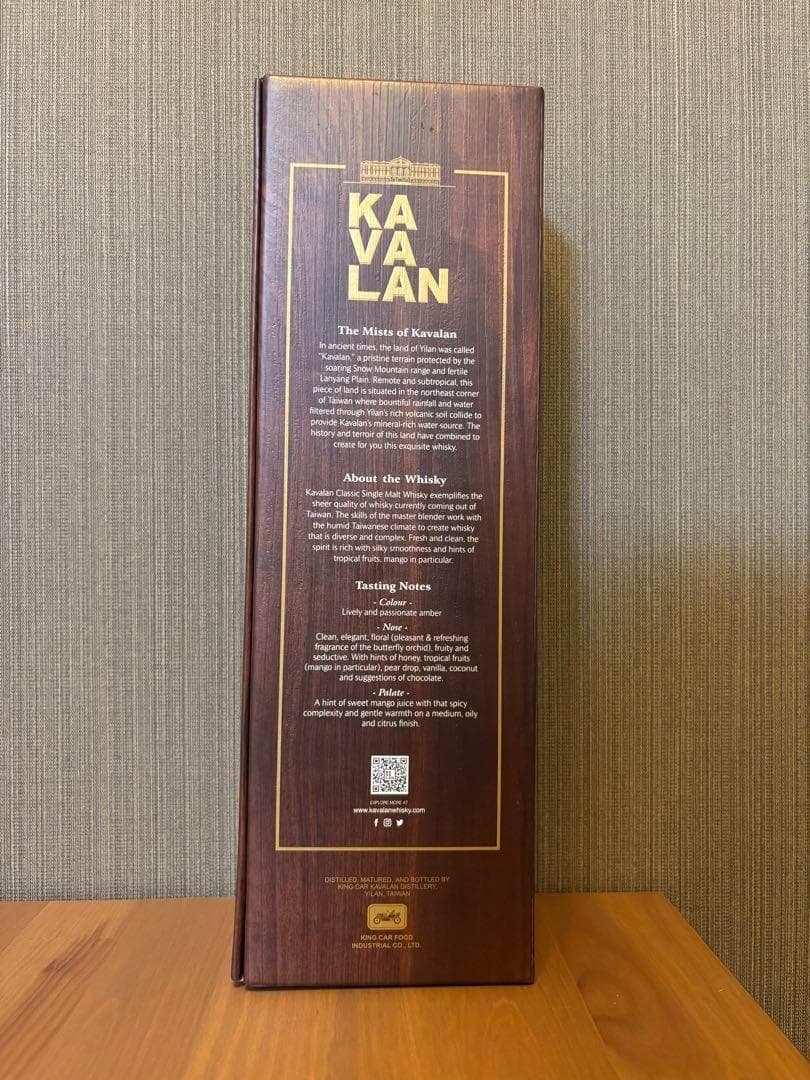 KA
VA
LAN
The Mists of Kavalan
In ancient times, the land of Yilan was called
"Kavalan," a pristine terrain protected by the
soaring Snow Mountain range and fertile
Lanyang Plain. Remote and subtropical, this
piece of land is situated in the northeast corner
of Taiwan where bountiful rainfall and water
filtered through Yilan's rich volcanic soil collide to
provide Kavalan's mineral-rich water source. The
history and terroir of this land have combined to
create for you this exquisite whisky.
About the Whisky
Kavalan Classic Single Malt Whisky exemplifies the
sheer quality of whisky currently coming out of
Taiwan. The skills of the master blender work with
the humid Taiwanese climate to create whisky
that is diverse and complex. Fresh and clean, the
spirit is rich with silky smoothness and hints of
tropical fruits, mango in particular.
Tasting Notes
- Colour -
Lively and passionate amber
- Nose -
Clean, elegant, floral (pleasant & refreshing
fragrance of the butterfly orchid), fruity and
seductive. With hints of honey, tropical fruits
(mango in particular), pear drop, vanilla, coconut
and suggestions of chocolate.
- Palate -
A hint of sweet mango juice with that spicy
complexity and gentle warmth on a medium, oily
and citrus finish.
EXPLORE MORE AT
www.kavalanwhisky.com
DISTILLED, MATURED, AND BOTTLED BY
KING CAR KAVALAN DISTILLERY,
YILAN, TAIWAN
KING CAR FOOD
INDUSTRIAL CO., LTD.